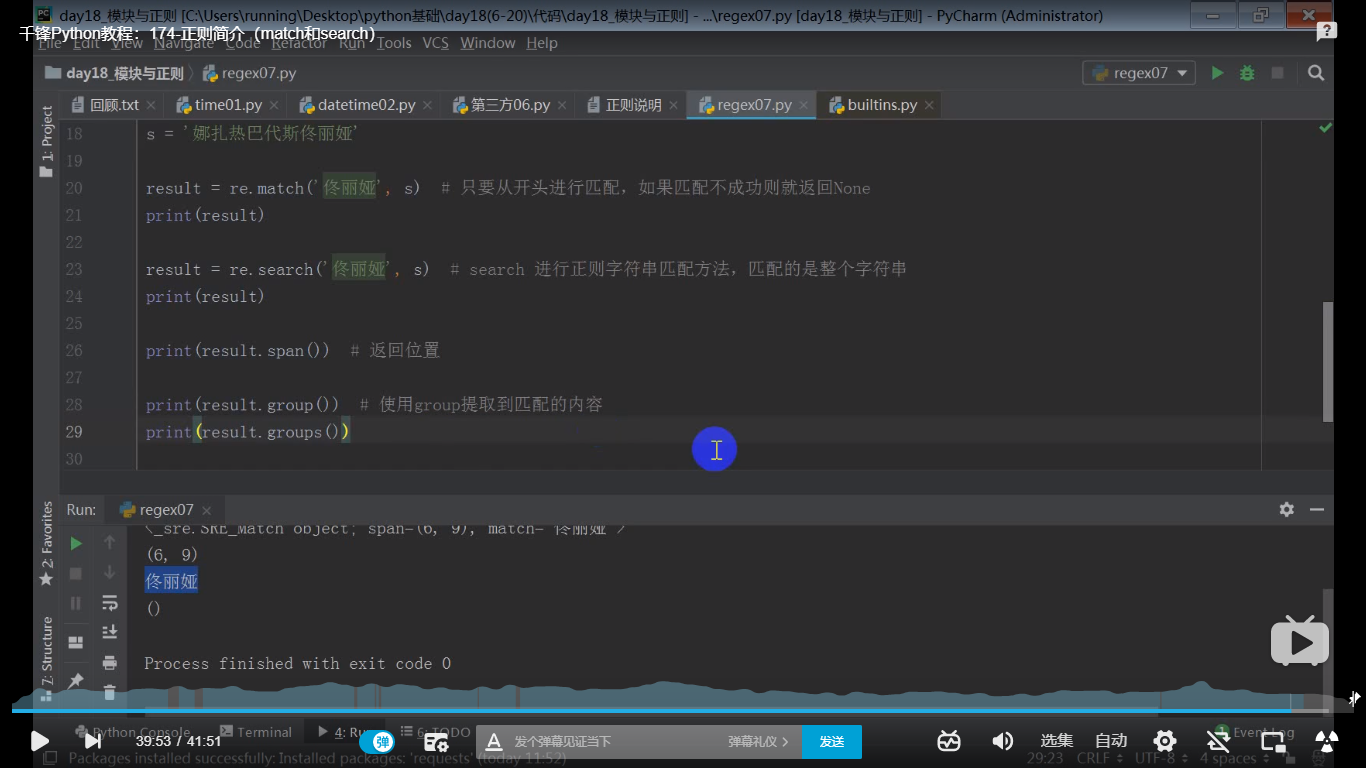 day18_模块与正则 [C:\Users\running\Desktop\python基础\day18(6-20)\代码\day18_模块与正则] - ...\regex07.py [day18_模块与正则] - PyCharm (Administrator)
千锋Python教程：174-正则简介（match和search）
File Edit View Navigate Code Refactor Run Tools VCS Window Help
day18_模块与正则 regex07.py regex07
回顾.txt time01.py datetime02.py 第三方06.py 正则说明 regex07.py builtins.py
1: Project
18 s = '娜扎热巴代斯佟丽娅'
19
20 result = re.match('佟丽娅', s) # 只要从开头进行匹配，如果匹配不成功则就返回None
21 print(result)
22
23 result = re.search('佟丽娅', s) # search 进行正则字符串匹配方法，匹配的是整个字符串
24 print(result)
25
26 print(result.span()) # 返回位置
27
28 print(result.group()) # 使用group提取到匹配的内容
29 print(result.groups())
30
Run: regex07
2: Favorites
7: Structure
<_sre.SRE_Match object; span=(6, 9), match='佟丽娅'>
(6, 9)
佟丽娅
()
Process finished with exit code 0
Python Console Terminal 4: Ru 6: TODO Event Log
39:53 / 41:51 弹 发个弹幕见证当下 弹幕礼仪 > 发送 选集 自动
Packages installed successfully: Installed packages: 'requests' (today 11:52) 29:23 CRLF UTF-8 4 spaces